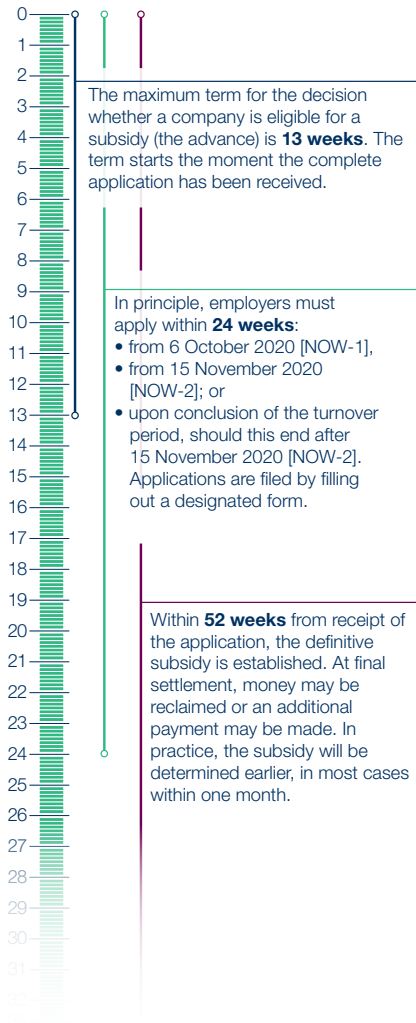 0
1
2
The maximum term for the decision
3
whether a company is eligible for a
4
subsidy (the advance) is 13 weeks. The
5
term starts the moment the complete
application has been received.
6
7
8
9
In principle, employers must
10
apply within 24 weeks:
• from 6 October 2020 [NOW-1],
11
• from 15 November 2020
12
[NOW-2]; or
13
• upon conclusion of the turnover
14
period, should this end after
15 November 2020 [NOW-2].
15
Applications are filed by filling
16
out a designated form.
17
18
19
Within 52 weeks from receipt of
20
the application, the definitive
21
subsidy is established. At final
22
settlement, money may be
reclaimed or an additional
23
payment may be made. In
24
practice, the subsidy will be
25
determined earlier, in most cases
within one month.
26
27
28
29
30
31
32